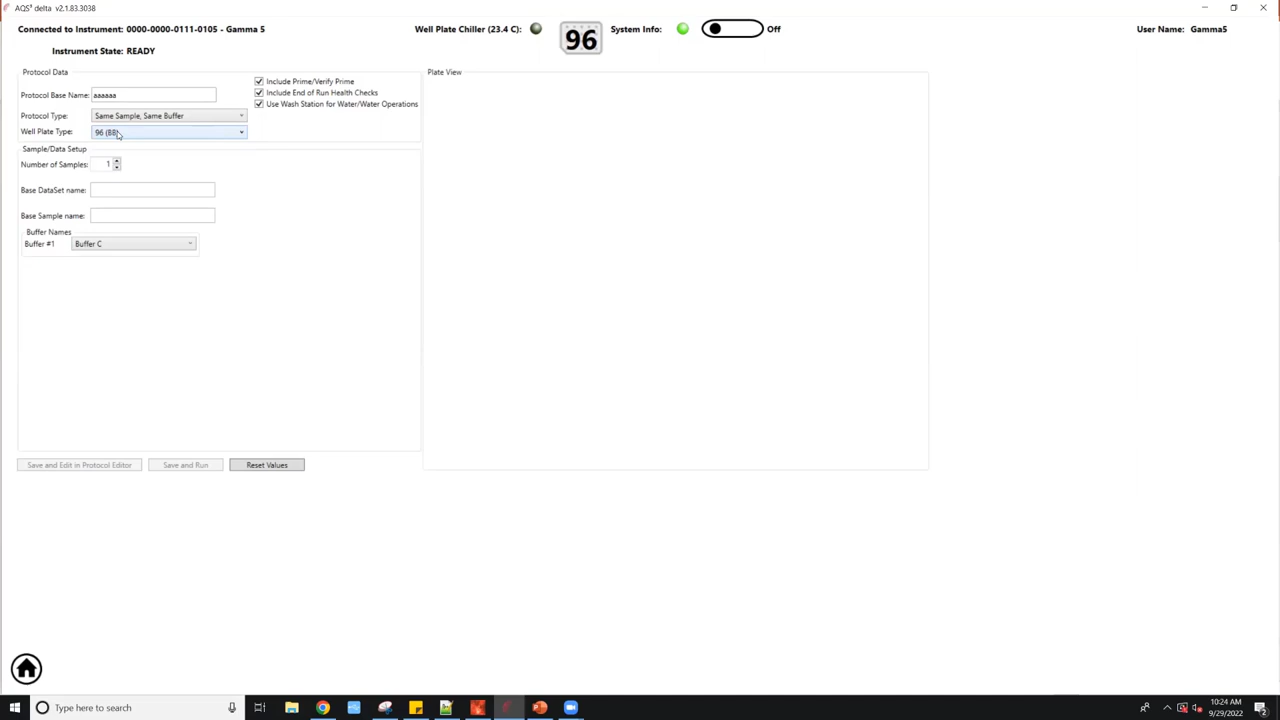 AQS³ delta v2.1.83.3038
Connected to Instrument: 0000-0000-0111-0105 - Gamma 5
Well Plate Chiller (23.4 C):
96
System Info:
Off
User Name: Gamma5
Instrument State: READY
Protocol Data
Plate View
Include Prime/Verify Prime
Protocol Base Name: aaaaaa
Include End of Run Health Checks
Use Wash Station for Water/Water Operations
Protocol Type: Same Sample, Same Buffer
Well Plate Type: 96 (BB)
Sample/Data Setup
Number of Samples: 1
Base DataSet name:
Base Sample name:
Buffer Names
Buffer #1 Buffer C
Save and Edit in Protocol Editor
Save and Run
Reset Values
Type here to search
10:24 AM
9/29/2022
2